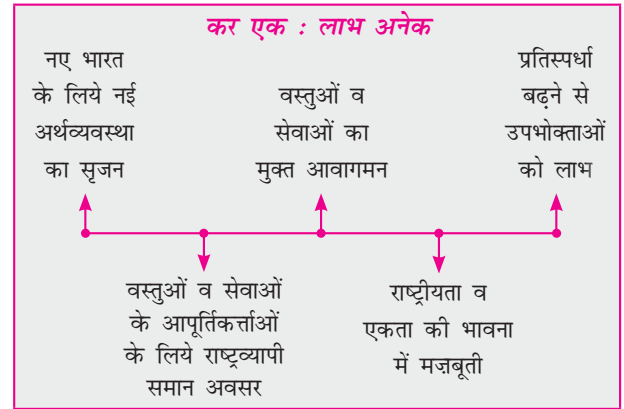 कर एक : लाभ अनेक
नए भारत
के लिये नई
अर्थव्यवस्था
का सृजन
वस्तुओं व
सेवाओं का
मुक्त आवागमन
प्रतिस्पर्धा
बढ़ने से
उपभोक्ताओं
को लाभ
वस्तुओं व सेवाओं
के आपूर्तिकर्त्ताओं
के लिये राष्ट्रव्यापी
समान अवसर
राष्ट्रीयता व
एकता की भावना
में मज़बूती